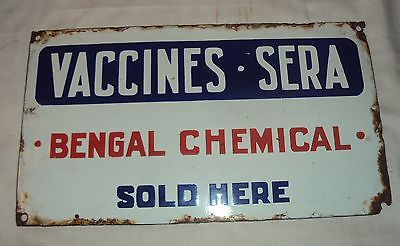 VACCINES · SERA
· BENGAL CHEMICAL ·
SOLD HERE